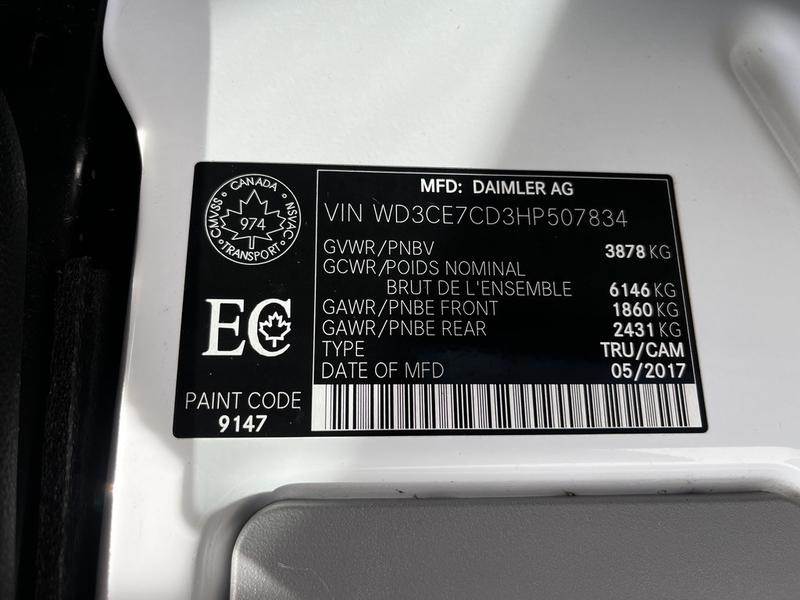 MFD: DAIMLER AG
VIN WD3CE7CD3HP507834
GVWR/PNBV 3878 KG
GCWR/POIDS NOMINAL
BRUT DE L'ENSEMBLE 6146 KG
GAWR/PNBE FRONT 1860 KG
GAWR/PNBE REAR 2431 KG
TYPE TRU/CAM
DATE OF MFD 05/2017
CANADA
CMVSS
974
NSVAC
TRANSPORT
EC
PAINT CODE
9147